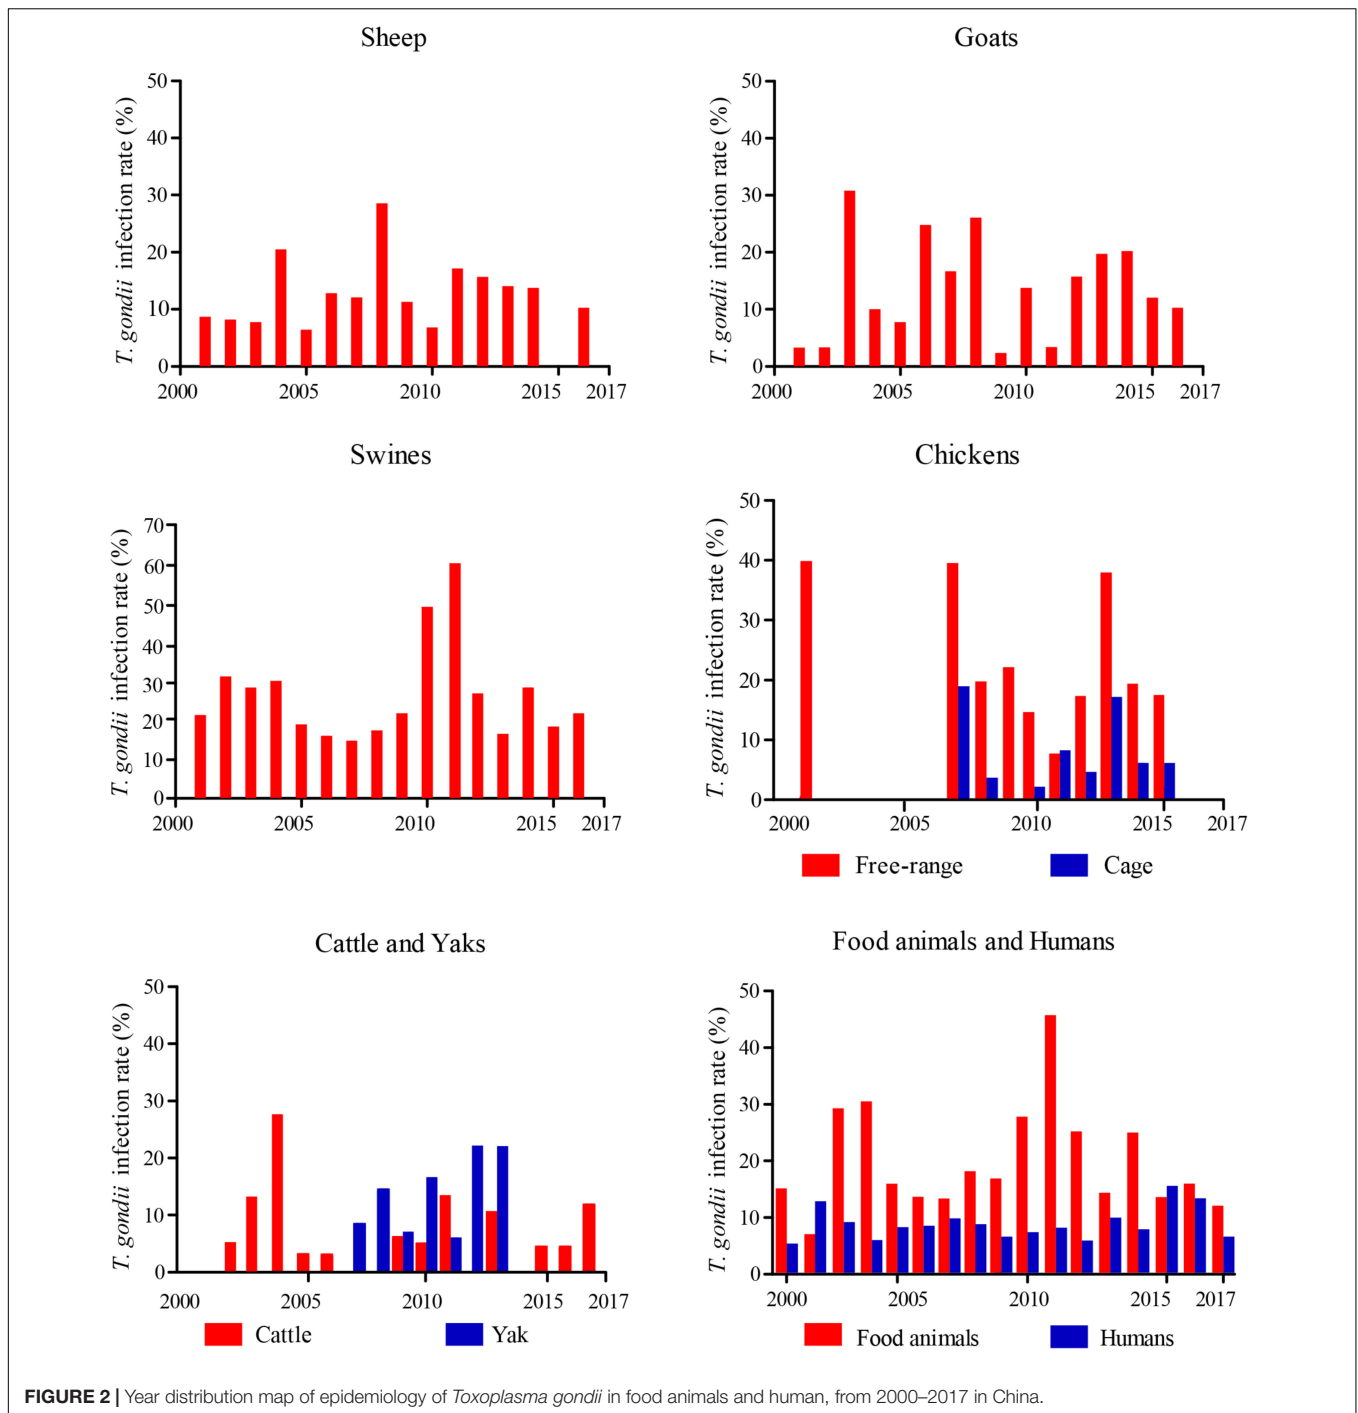 Sheep
T. gondii infection rate (%)
50
40
30
20
10
0
2000 2005 2010 2015 2017
Goats
T. gondii infection rate (%)
50
40
30
20
10
0
2000 2005 2010 2015 2017
Swines
T. gondii infection rate (%)
70
60
50
40
30
20
10
0
2000 2005 2010 2015 2017
Chickens
T. gondii infection rate (%)
50
40
30
20
10
0
2000 2005 2010 2015 2017
Free-range Cage
Cattle and Yaks
T. gondii infection rate (%)
50
40
30
20
10
0
2000 2005 2010 2015 2017
Cattle Yak
Food animals and Humans
T. gondii infection rate (%)
50
40
30
20
10
0
2000 2005 2010 2015 2017
Food animals Humans
FIGURE 2 | Year distribution map of epidemiology of Toxoplasma gondii in food animals and human, from 2000–2017 in China.